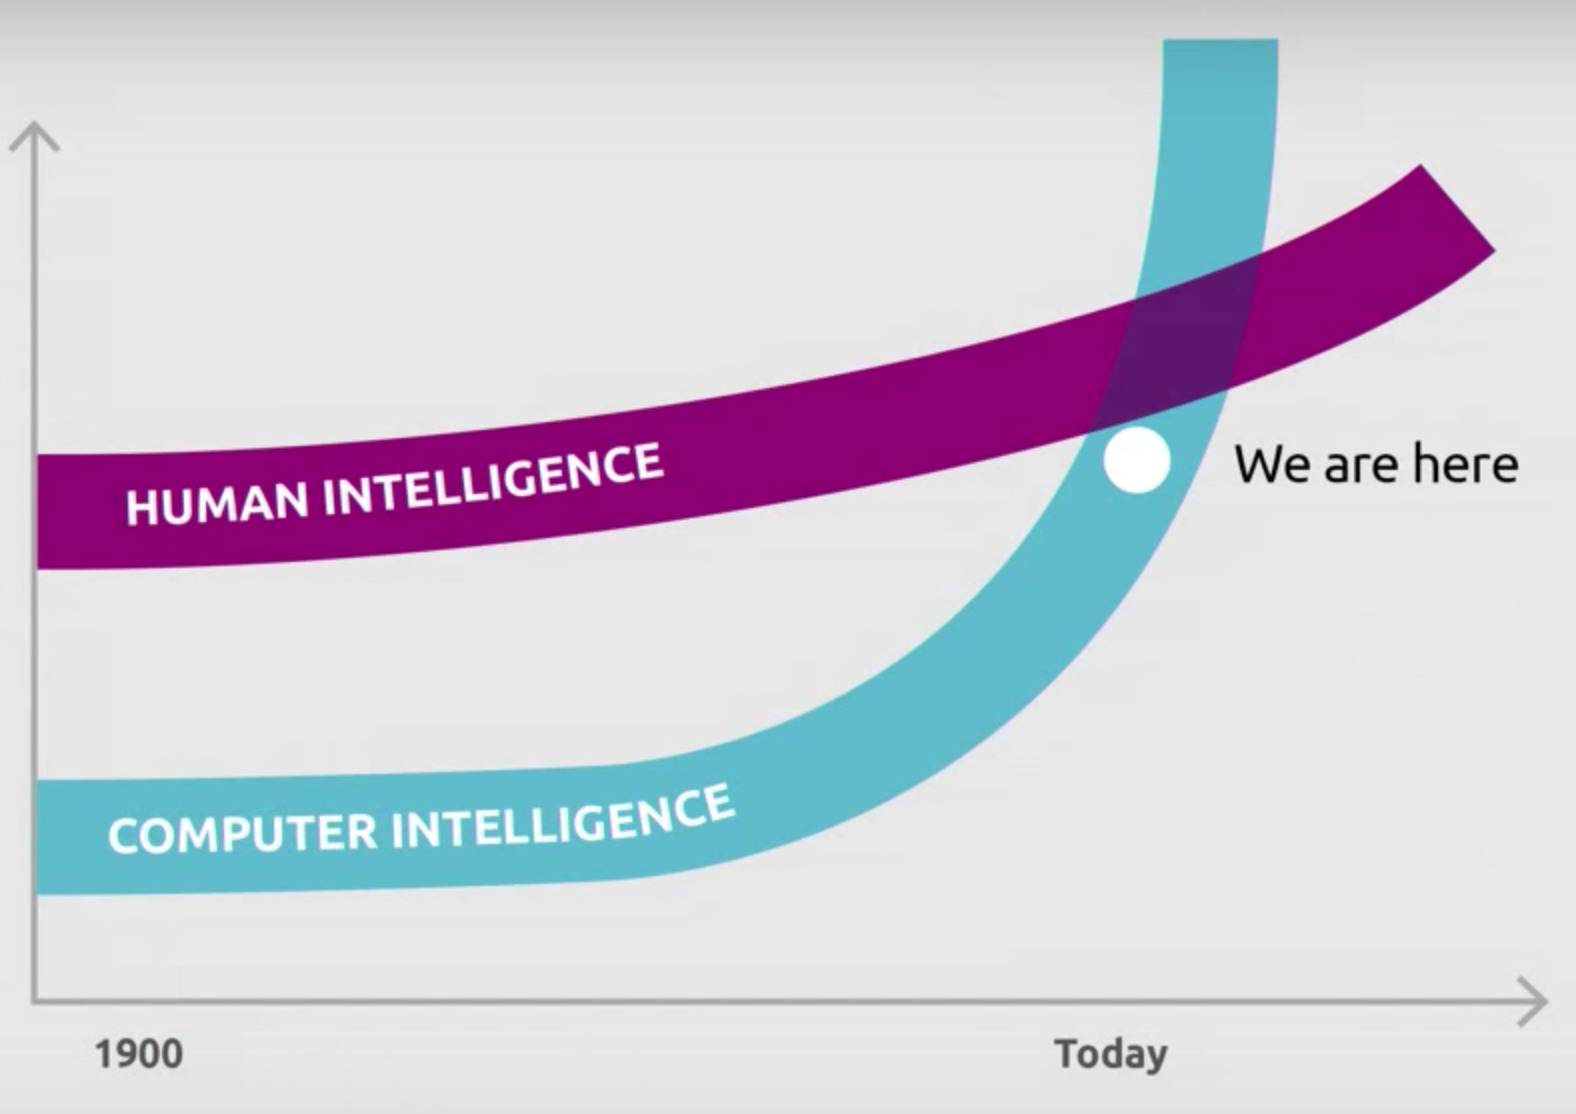 HUMAN INTELLIGENCE
We are here
COMPUTER INTELLIGENCE
1900
Today